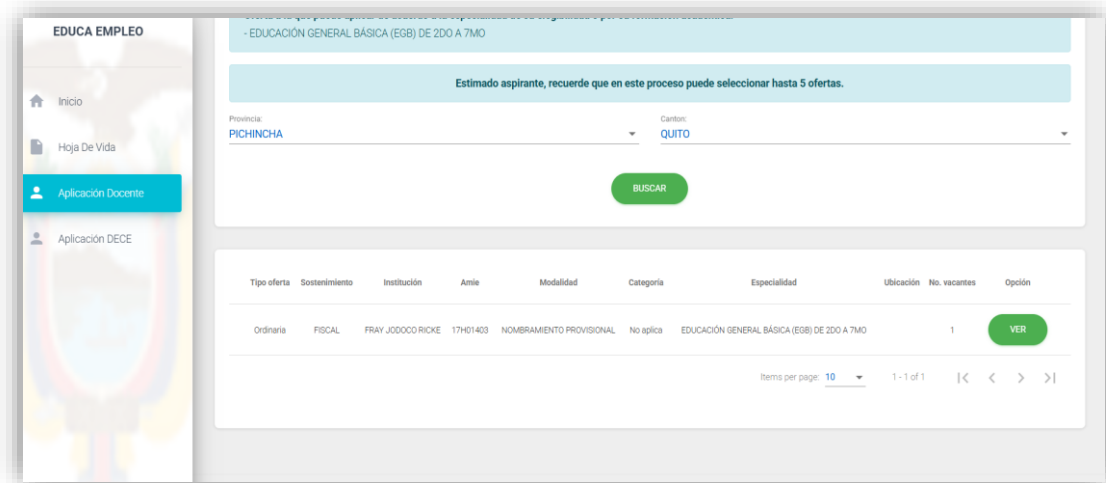 EDUCA EMPLEO
Inicio
Hoja De Vida
Aplicación Docente
Aplicación DECE
- EDUCACIÓN GENERAL BÁSICA (EGB) DE 2DO A 7MO
Estimado aspirante, recuerde que en este proceso puede seleccionar hasta 5 ofertas.
Provincia: Canton:
PICHINCHA QUITO
BUSCAR
Tipo oferta Sostenimiento Institución Amie Modalidad Categoría Especialidad Ubicación No. vacantes Opción
Ordinaria FISCAL FRAY JODOCO RICKE 17H01403 NOMBRAMIENTO PROVISIONAL No aplica EDUCACIÓN GENERAL BÁSICA (EGB) DE 2DO A 7MO 1 VER
Items per page: 10 1 - 1 of 1